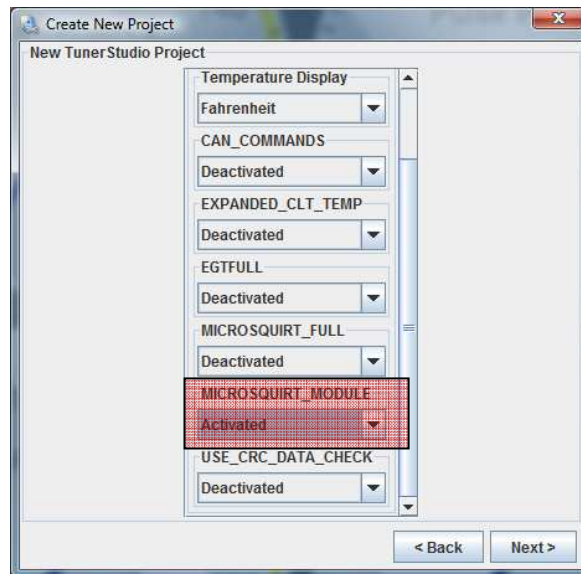 Create New Project
New TunerStudio Project
Temperature Display
Fahrenheit
CAN_COMMANDS
Deactivated
EXPANDED_CLT_TEMP
Deactivated
EGTFULL
Deactivated
MICROSQUIRT_FULL
Deactivated
MICROSQUIRT_MODULE
Activated
USE_CRC_DATA_CHECK
Deactivated
< Back
Next >